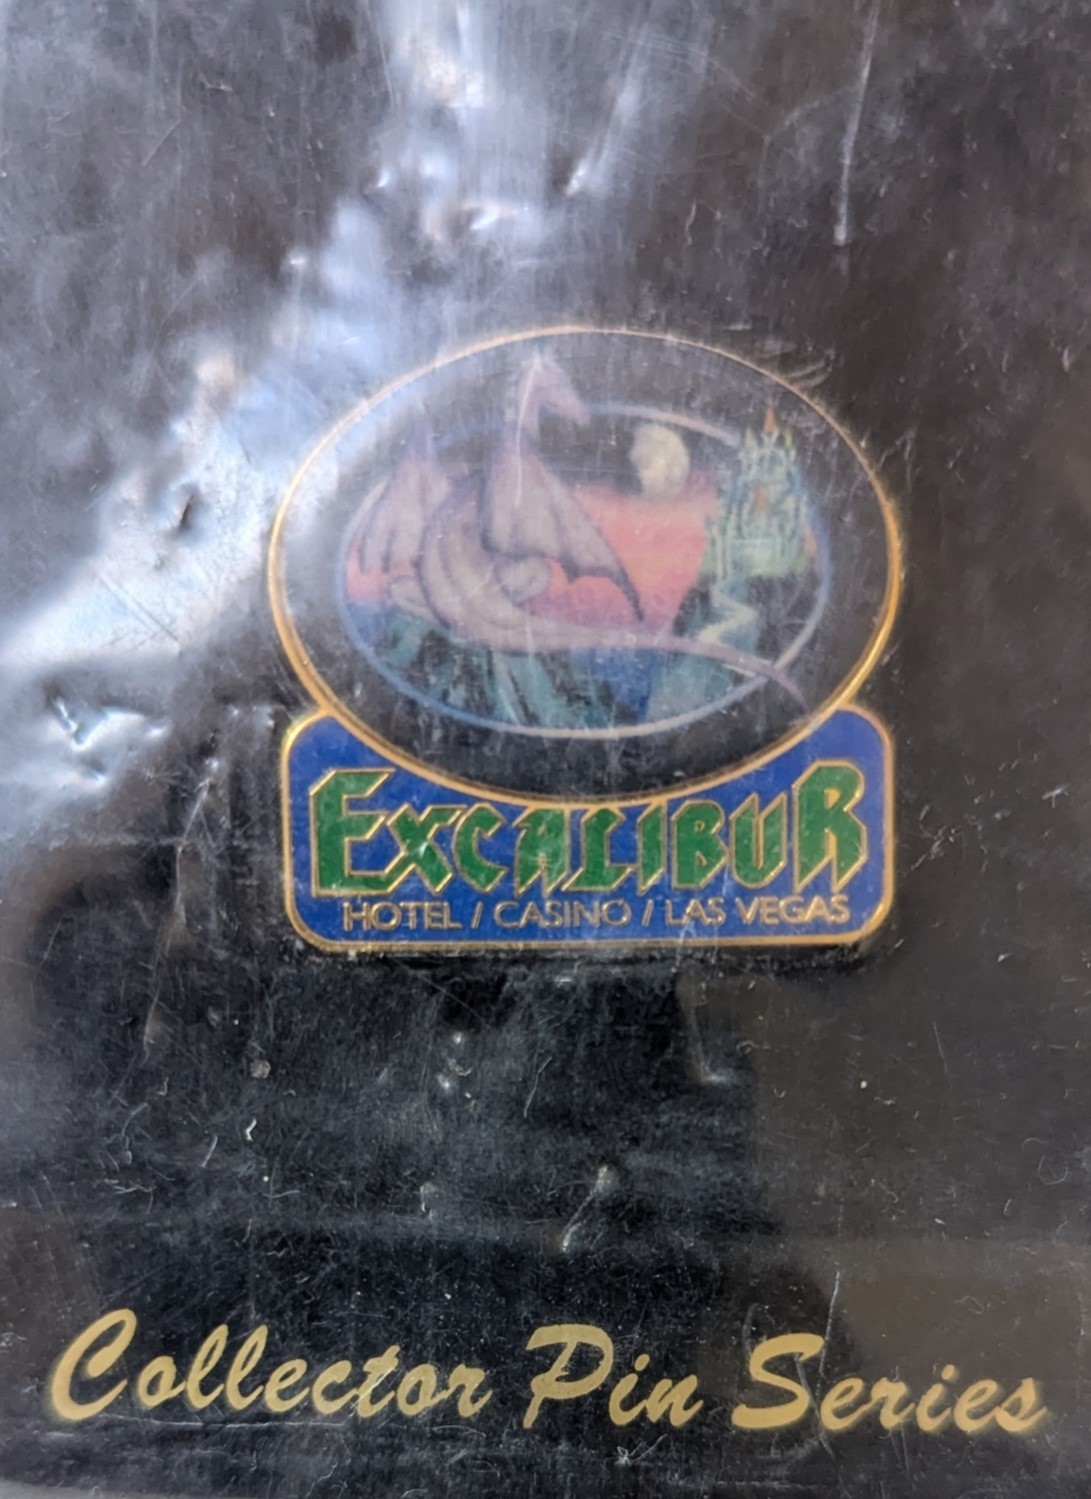 EXCALIBUR
HOTEL / CASINO / LAS VEGAS
Collector Pin Series